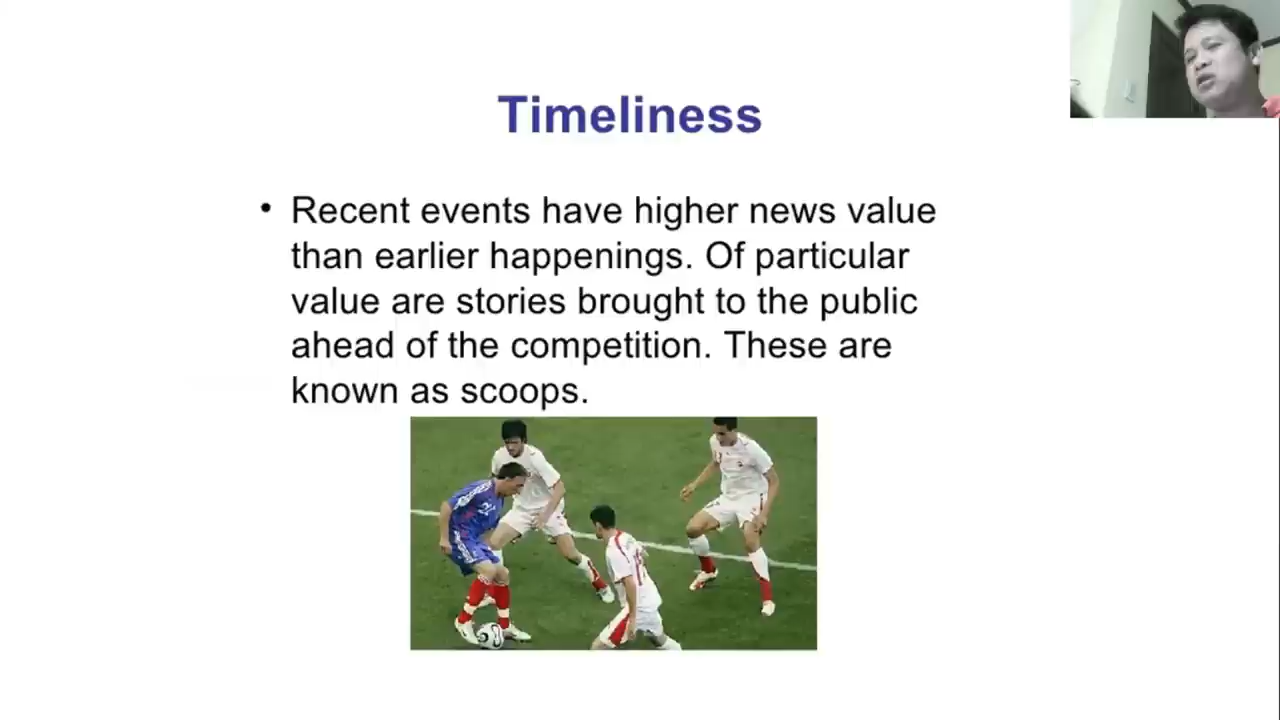 Timeliness
• Recent events have higher news value
than earlier happenings. Of particular
value are stories brought to the public
ahead of the competition. These are
known as scoops.